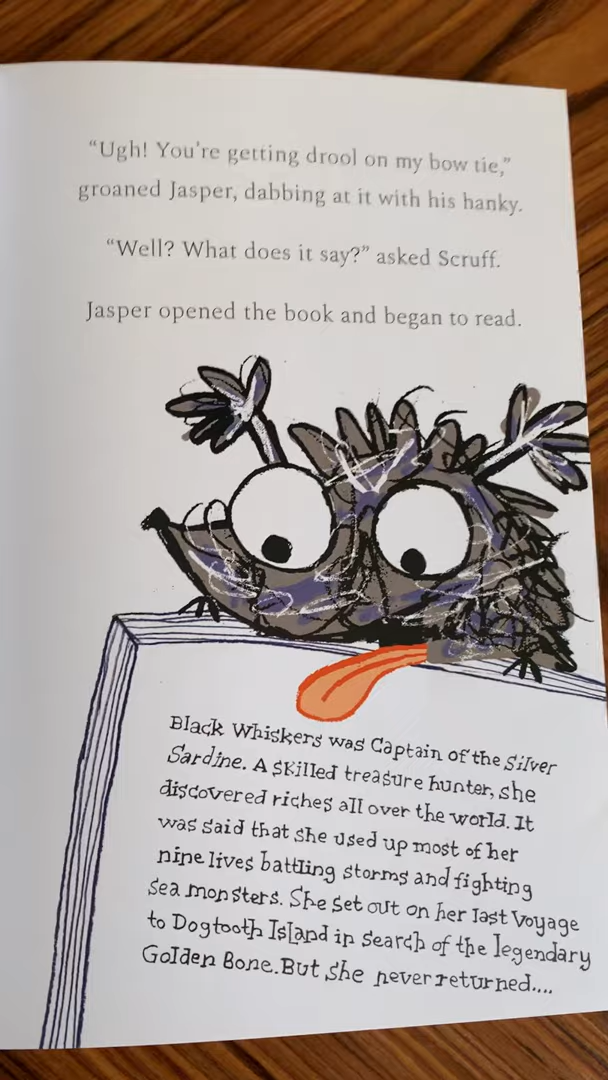 “Ugh! You're getting drool on my bow tie,”
groaned Jasper, dabbing at it with his hanky.
“Well? What does it say?” asked Scruff.
Jasper opened the book and began to read.
Black Whiskers was Captain of the Silver
Sardine. A skilled treasure hunter, she
discovered riches all over the world. It
was said that she used up most of her
nine lives battling storms and fighting
sea monsters. She set out on her last voyage
to Dogtooth Island in search of the legendary
Golden Bone. But she never returned....